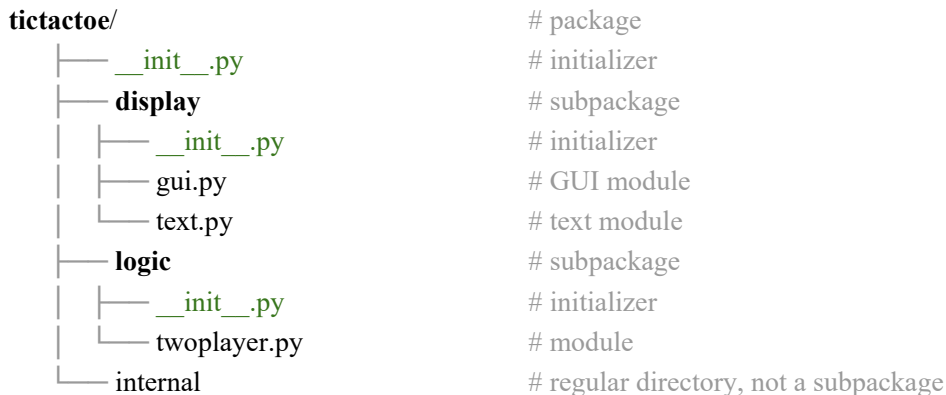 tictactoe/ # package
├── __init__.py # initializer
├── display # subpackage
│ ├── __init__.py # initializer
│ ├── gui.py # GUI module
│ └── text.py # text module
├── logic # subpackage
│ ├── __init__.py # initializer
│ └── twoplayer.py # module
└── internal # regular directory, not a subpackage